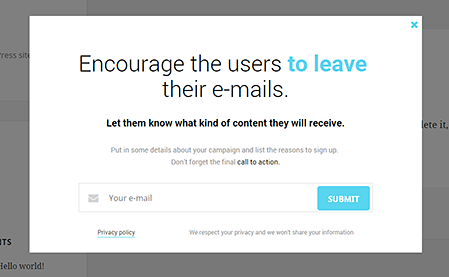 Press site
Encourage the users to leave
their e-mails.
Let them know what kind of content they will receive.
lete it,
Put in some details about your campaign and list the reasons to sign up.
Don't forget the final call to action.
Your e-mail
SUBMIT
Privacy policy
We respect your privacy and we won't share your information
NTS
Hello world!